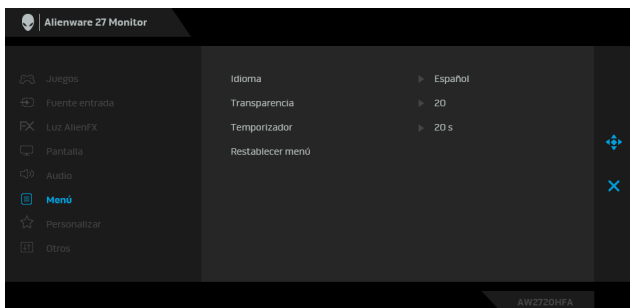 Alienware 27 Monitor
Juegos
Idioma Español
Fuente entrada
Transparencia 20
Luz AlienFX
Temporizador 20 s
Pantalla
Restablecer menú
Audio
Menú
Personalizar
Otros
AW2720HFA